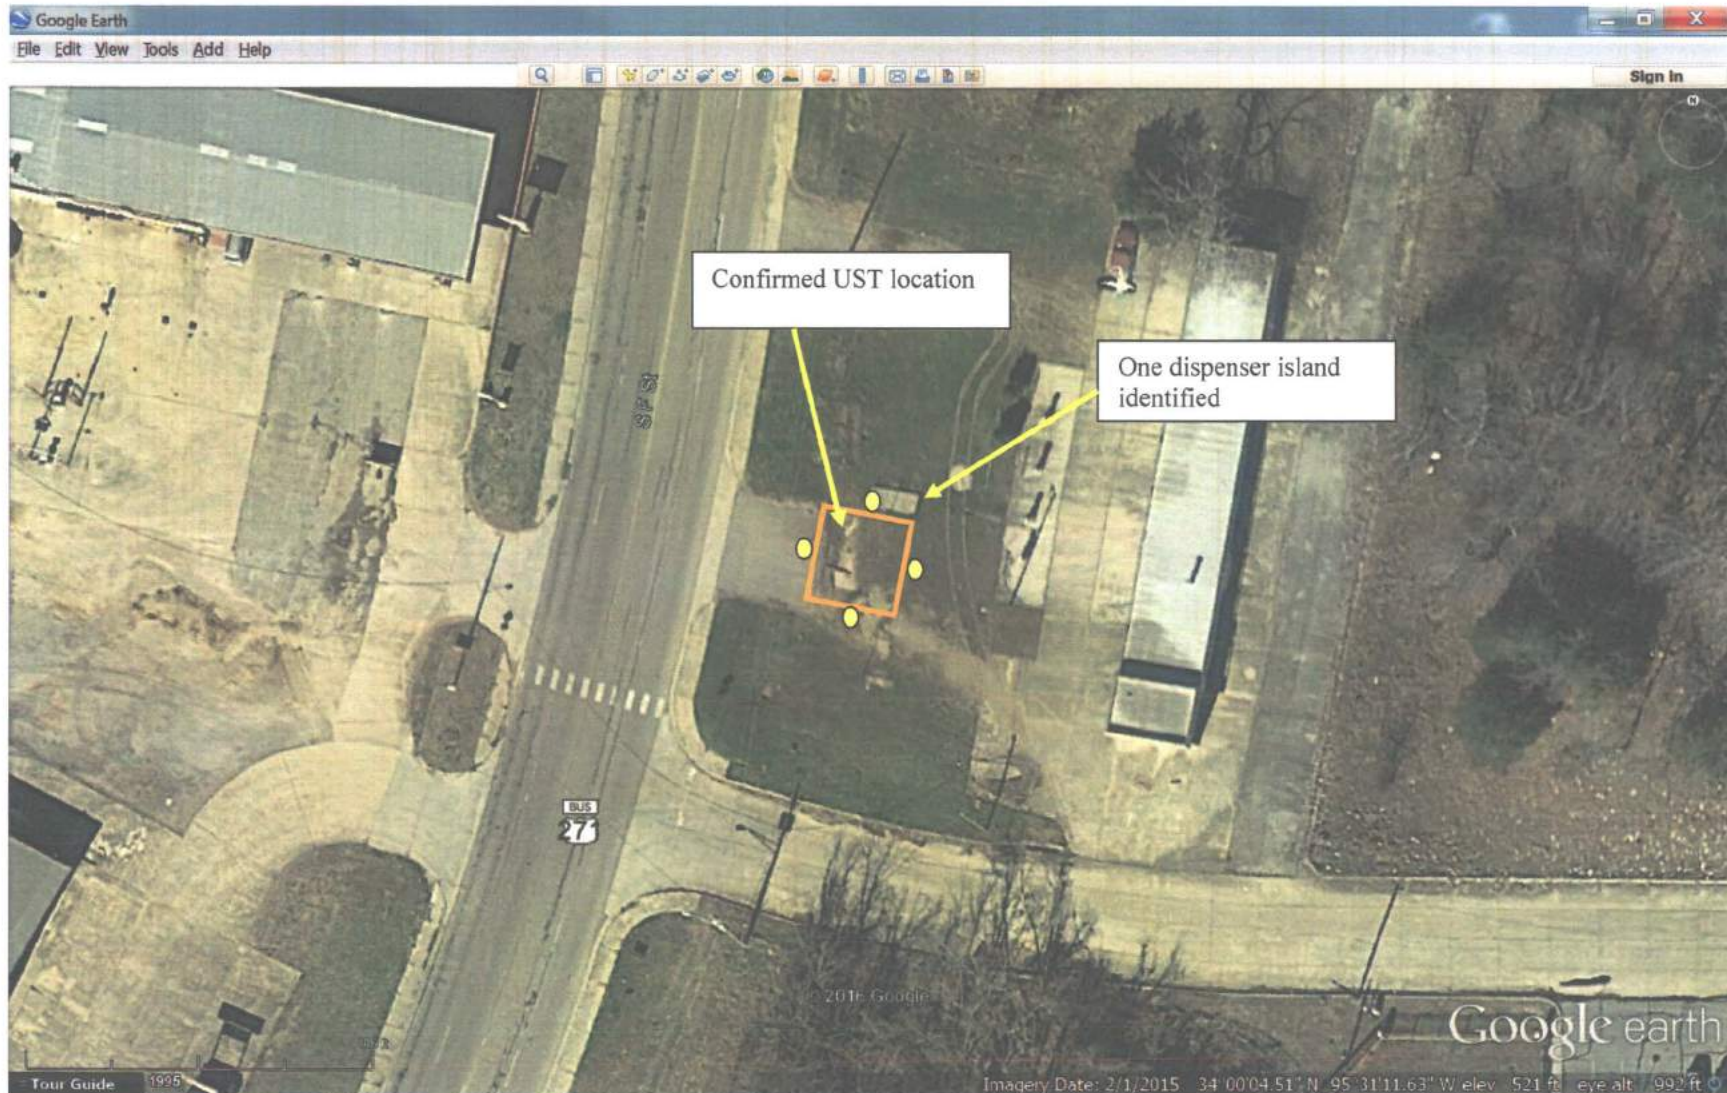 Google Earth
File Edit View Tools Add Help
Sign in
N
Confirmed UST location
One dispenser island
identified
S F St
BUS
271
© 2016 Google
Google earth
Tour Guide
1995
Imagery Date: 2/1/2015 34°00'04.51" N 95°31'11.63" W elev 521 ft eye alt 992 ft